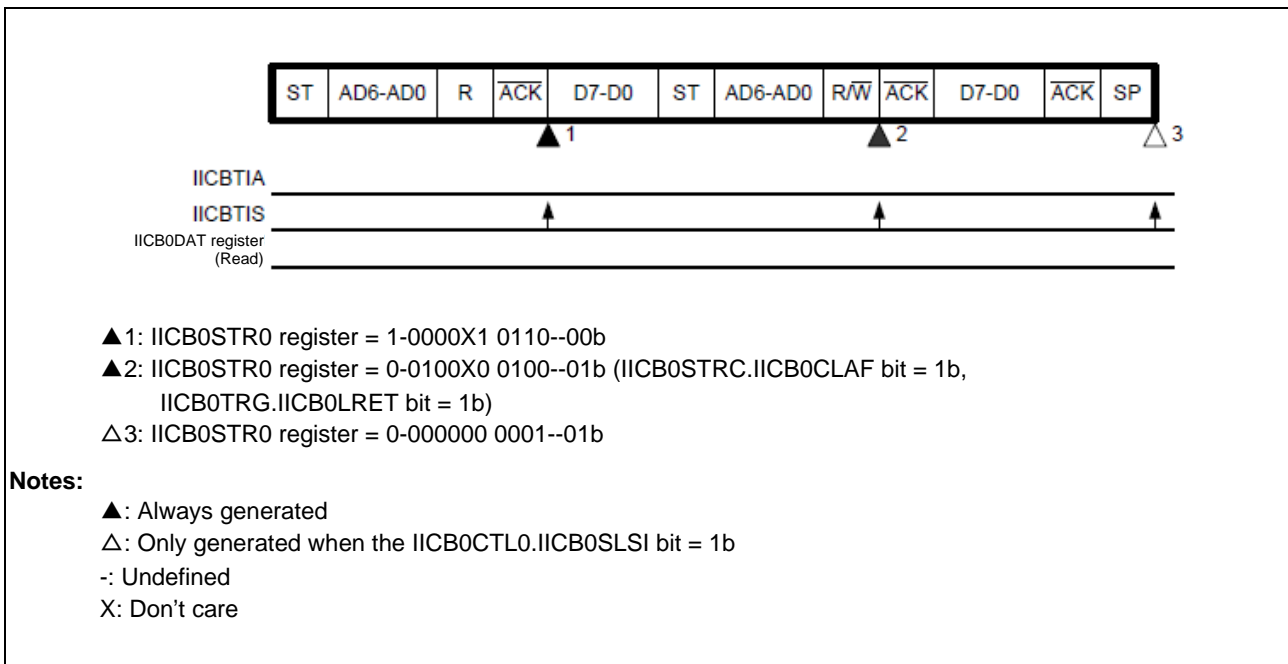 ST AD6-AD0 R A̅C̅K̅ D7-D0 ST AD6-AD0 R/W̅ A̅C̅K̅ D7-D0 A̅C̅K̅ SP
▲1 ▲2 △3
IICBTIA
IICBTIS
IICB0DAT register
(Read)
▲1: IICB0STR0 register = 1-0000X1 0110--00b
▲2: IICB0STR0 register = 0-0100X0 0100--01b (IICB0STRC.IICB0CLAF bit = 1b,
IICB0TRG.IICB0LRET bit = 1b)
△3: IICB0STR0 register = 0-000000 0001--01b
Notes:
▲: Always generated
△: Only generated when the IICB0CTL0.IICB0SLSI bit = 1b
-: Undefined
X: Don’t care